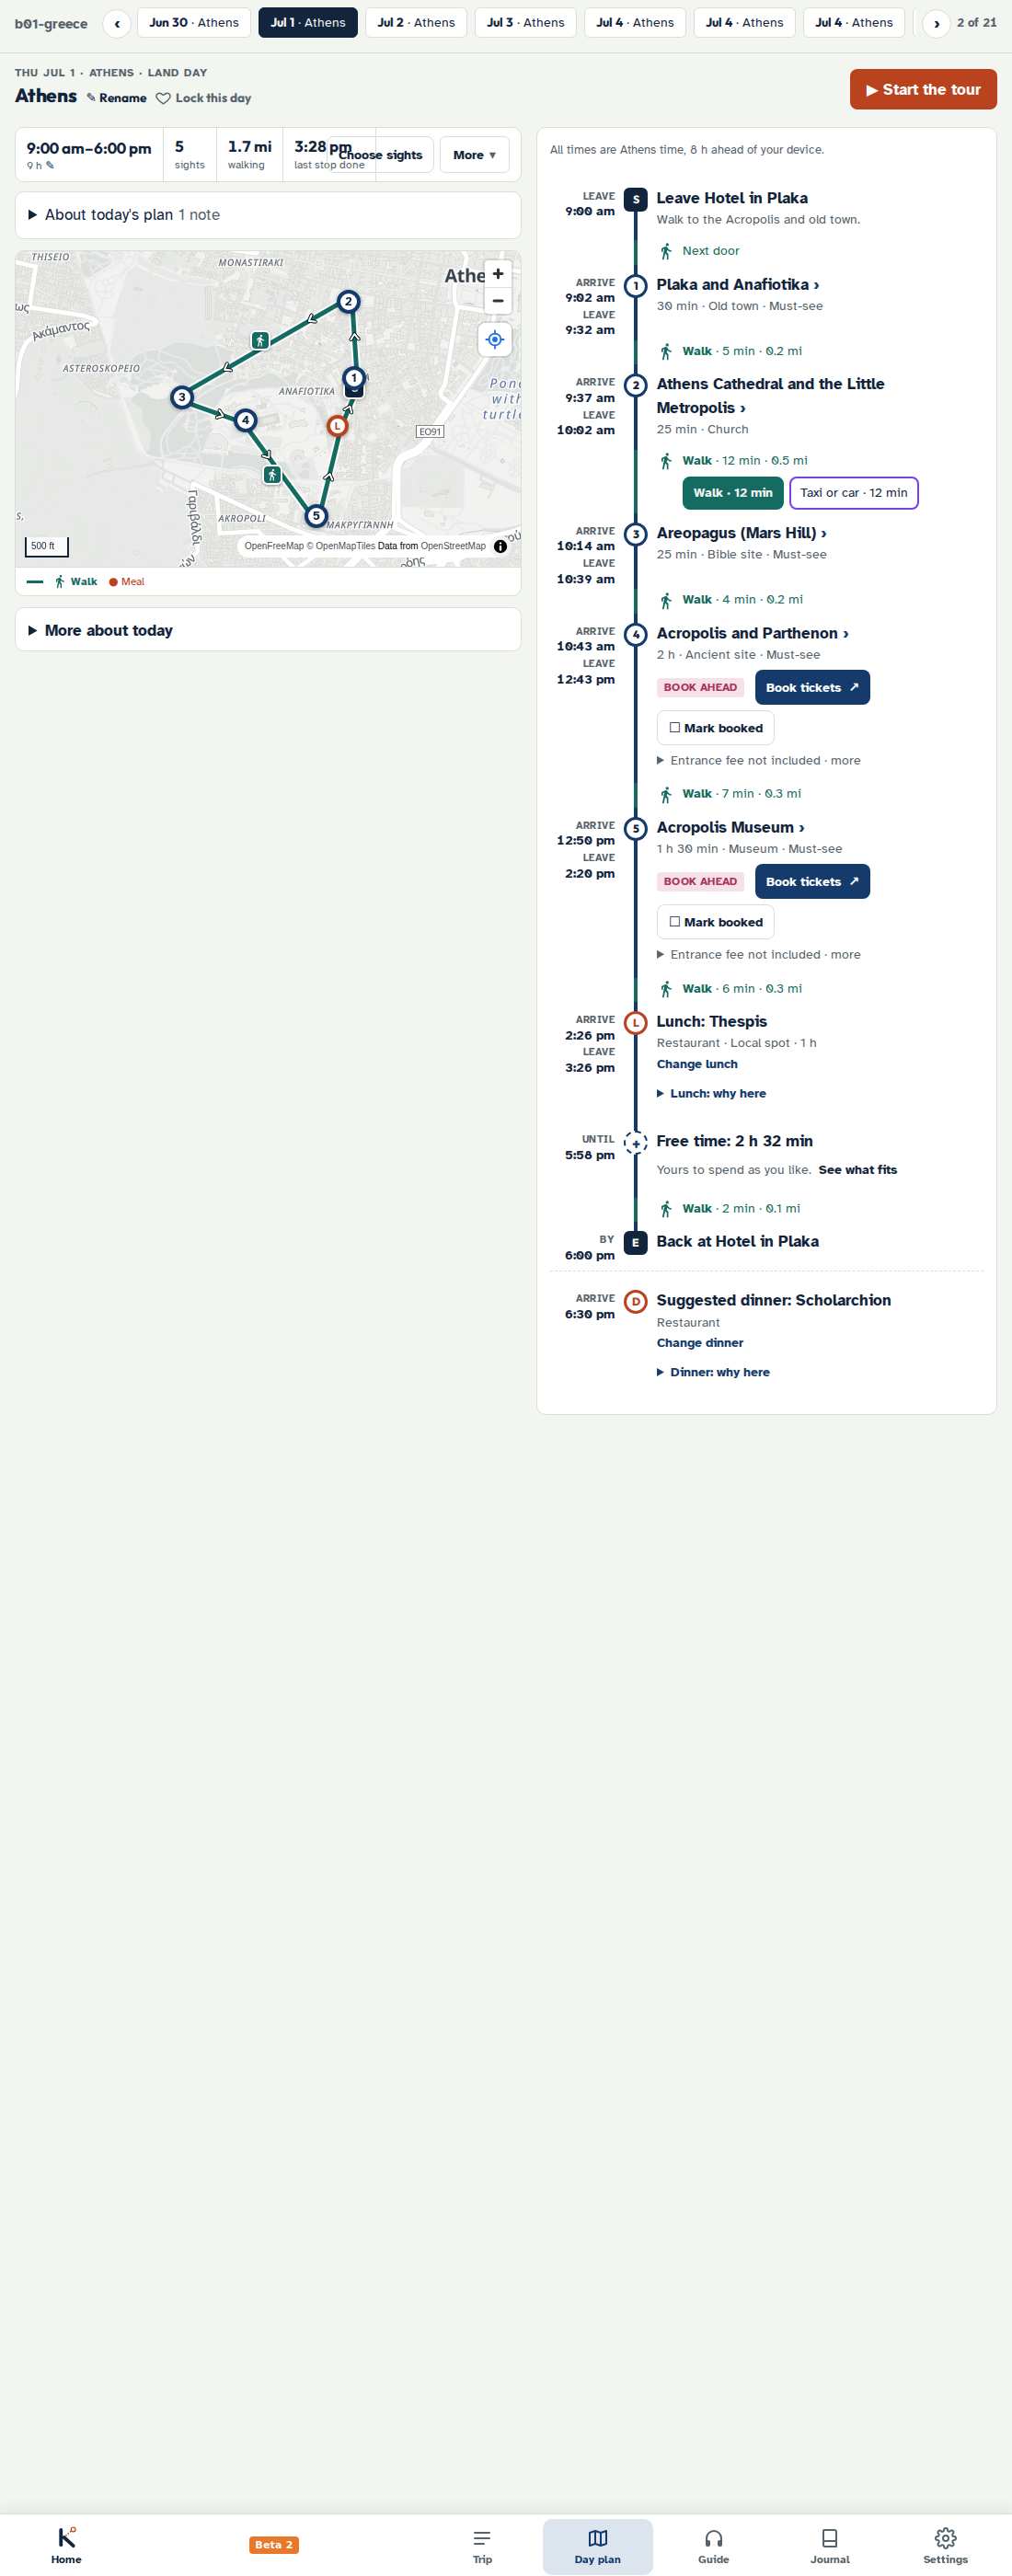 b01-greece
‹
Jun 30 · Athens
Jul 1 · Athens
Jul 2 · Athens
Jul 3 · Athens
Jul 4 · Athens
Jul 4 · Athens
Jul 4 · Athens
›
2 of 21
THU JUL 1 · ATHENS · LAND DAY
Athens ✎ Rename Lock this day
▶ Start the tour
9:00 am–6:00 pm
9 h ✎
5
sights
1.7 mi
walking
3:28 pm
last stop done
Choose sights
More ▾
▶ About today's plan 1 note
THISEIO
MONASTIRAKI
Athe
Ακάμαντος
ASTEROSKOPEIO
ANAFIOTIKA
EO91
Γαριβάλδι
AKROPOLI
ΜΑΚΡΥΓΙΑΝΝΗ
1
2
3
4
5
L
+
−
500 ft
OpenFreeMap © OpenMapTiles Data from OpenStreetMap
Walk
Meal
▶ More about today
All times are Athens time, 8 h ahead of your device.
LEAVE
9:00 am
S
Leave Hotel in Plaka
Walk to the Acropolis and old town.
Next door
ARRIVE
9:02 am
LEAVE
9:32 am
1
Plaka and Anafiotika ›
30 min · Old town · Must-see
Walk · 5 min · 0.2 mi
ARRIVE
9:37 am
LEAVE
10:02 am
2
Athens Cathedral and the Little
Metropolis ›
25 min · Church
Walk · 12 min · 0.5 mi
Walk · 12 min
Taxi or car · 12 min
ARRIVE
10:14 am
LEAVE
10:39 am
3
Areopagus (Mars Hill) ›
25 min · Bible site · Must-see
Walk · 4 min · 0.2 mi
ARRIVE
10:43 am
LEAVE
12:43 pm
4
Acropolis and Parthenon ›
2 h · Ancient site · Must-see
BOOK AHEAD
Book tickets ↗
☐ Mark booked
▶ Entrance fee not included · more
Walk · 7 min · 0.3 mi
ARRIVE
12:50 pm
LEAVE
2:20 pm
5
Acropolis Museum ›
1 h 30 min · Museum · Must-see
BOOK AHEAD
Book tickets ↗
☐ Mark booked
▶ Entrance fee not included · more
Walk · 6 min · 0.3 mi
ARRIVE
2:26 pm
LEAVE
3:26 pm
L
Lunch: Thespis
Restaurant · Local spot · 1 h
Change lunch
▶ Lunch: why here
UNTIL
5:58 pm
+
Free time: 2 h 32 min
Yours to spend as you like. See what fits
Walk · 2 min · 0.1 mi
BY
6:00 pm
E
Back at Hotel in Plaka
ARRIVE
6:30 pm
D
Suggested dinner: Scholarchion
Restaurant
Change dinner
▶ Dinner: why here
Home
Beta 2
Trip
Day plan
Guide
Journal
Settings